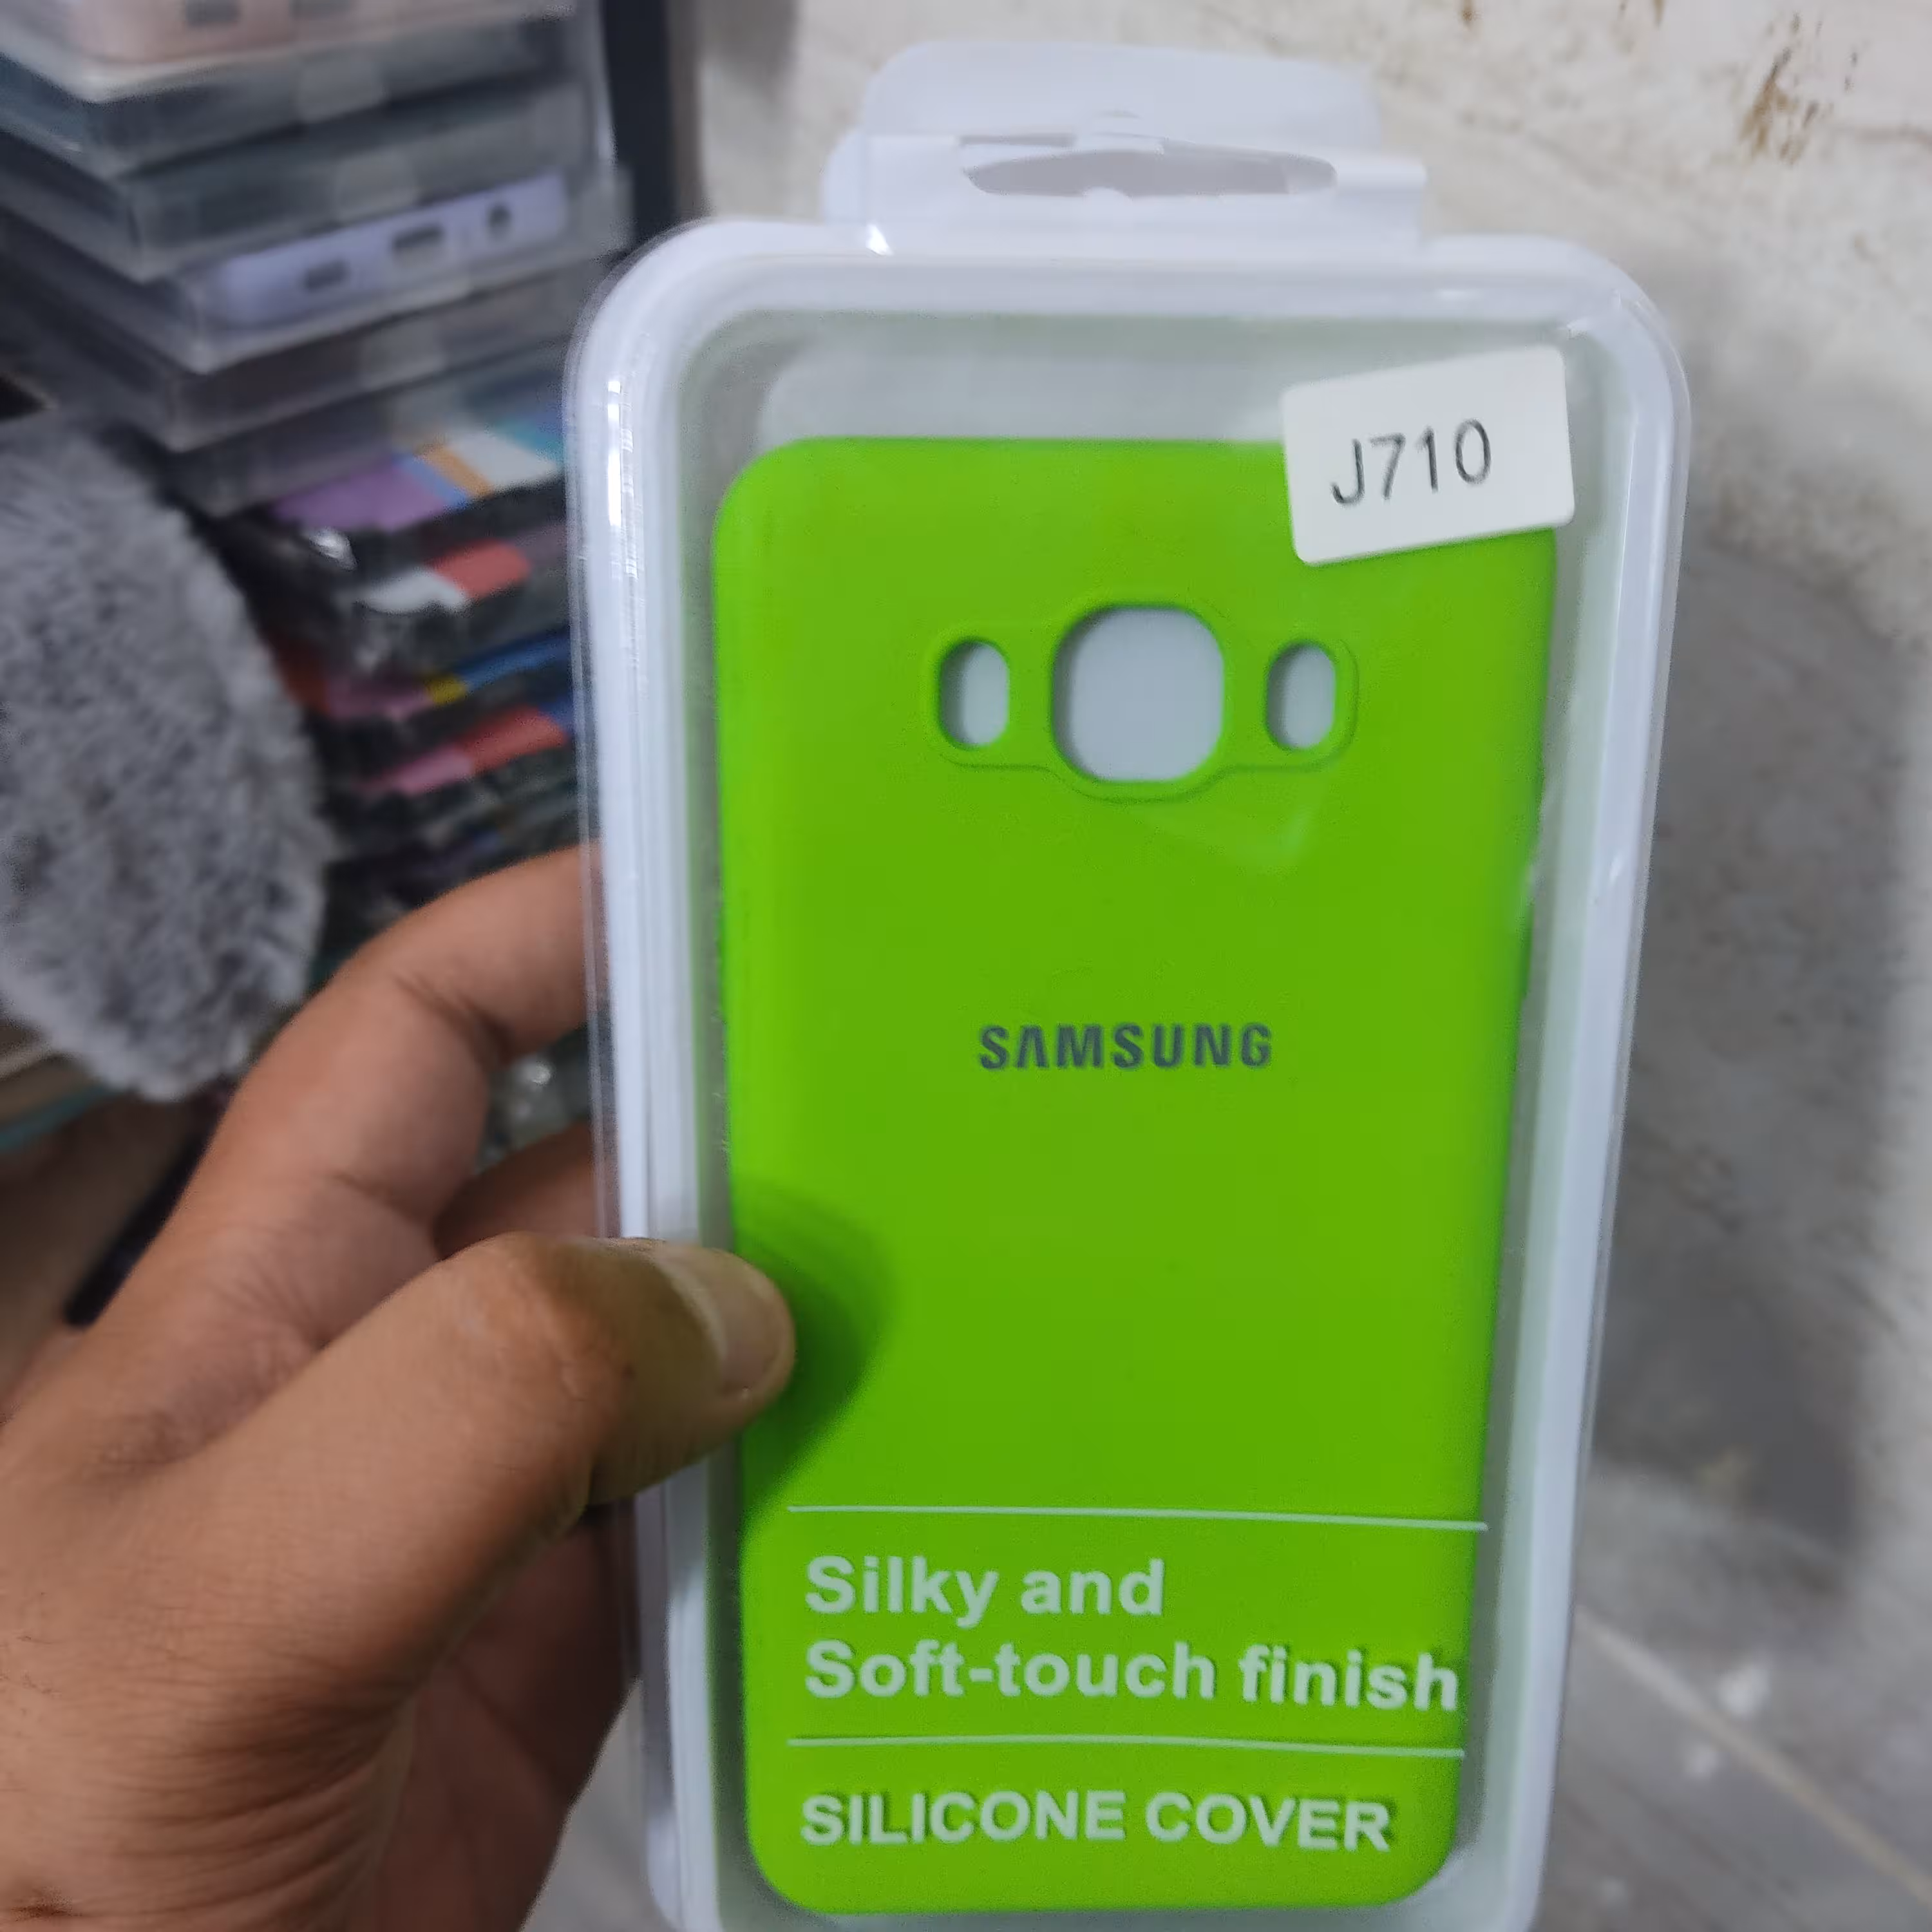 J710
SAMSUNG
Silky and
Soft-touch finish
SILICONE COVER